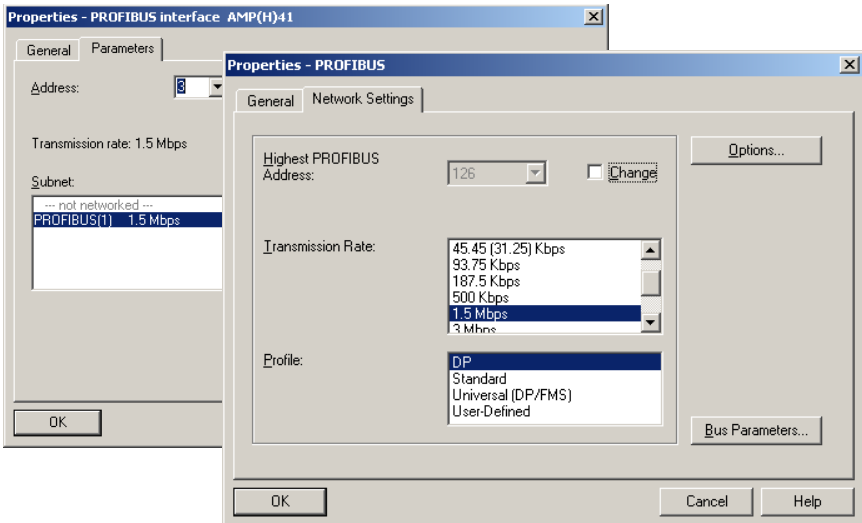 Properties - PROFIBUS interface AMP(H)41
General
Parameters
Address:
3
Transmission rate: 1.5 Mbps
Subnet:
--- not networked ---
PROFIBUS(1) 1.5 Mbps
OK
Properties - PROFIBUS
General
Network Settings
Highest PROFIBUS
Address:
126
Change
Options...
Transmission Rate:
45.45 (31.25) Kbps
93.75 Kbps
187.5 Kbps
500 Kbps
1.5 Mbps
3 Mbps
Profile:
DP
Standard
Universal (DP/FMS)
User-Defined
Bus Parameters...
OK
Cancel
Help